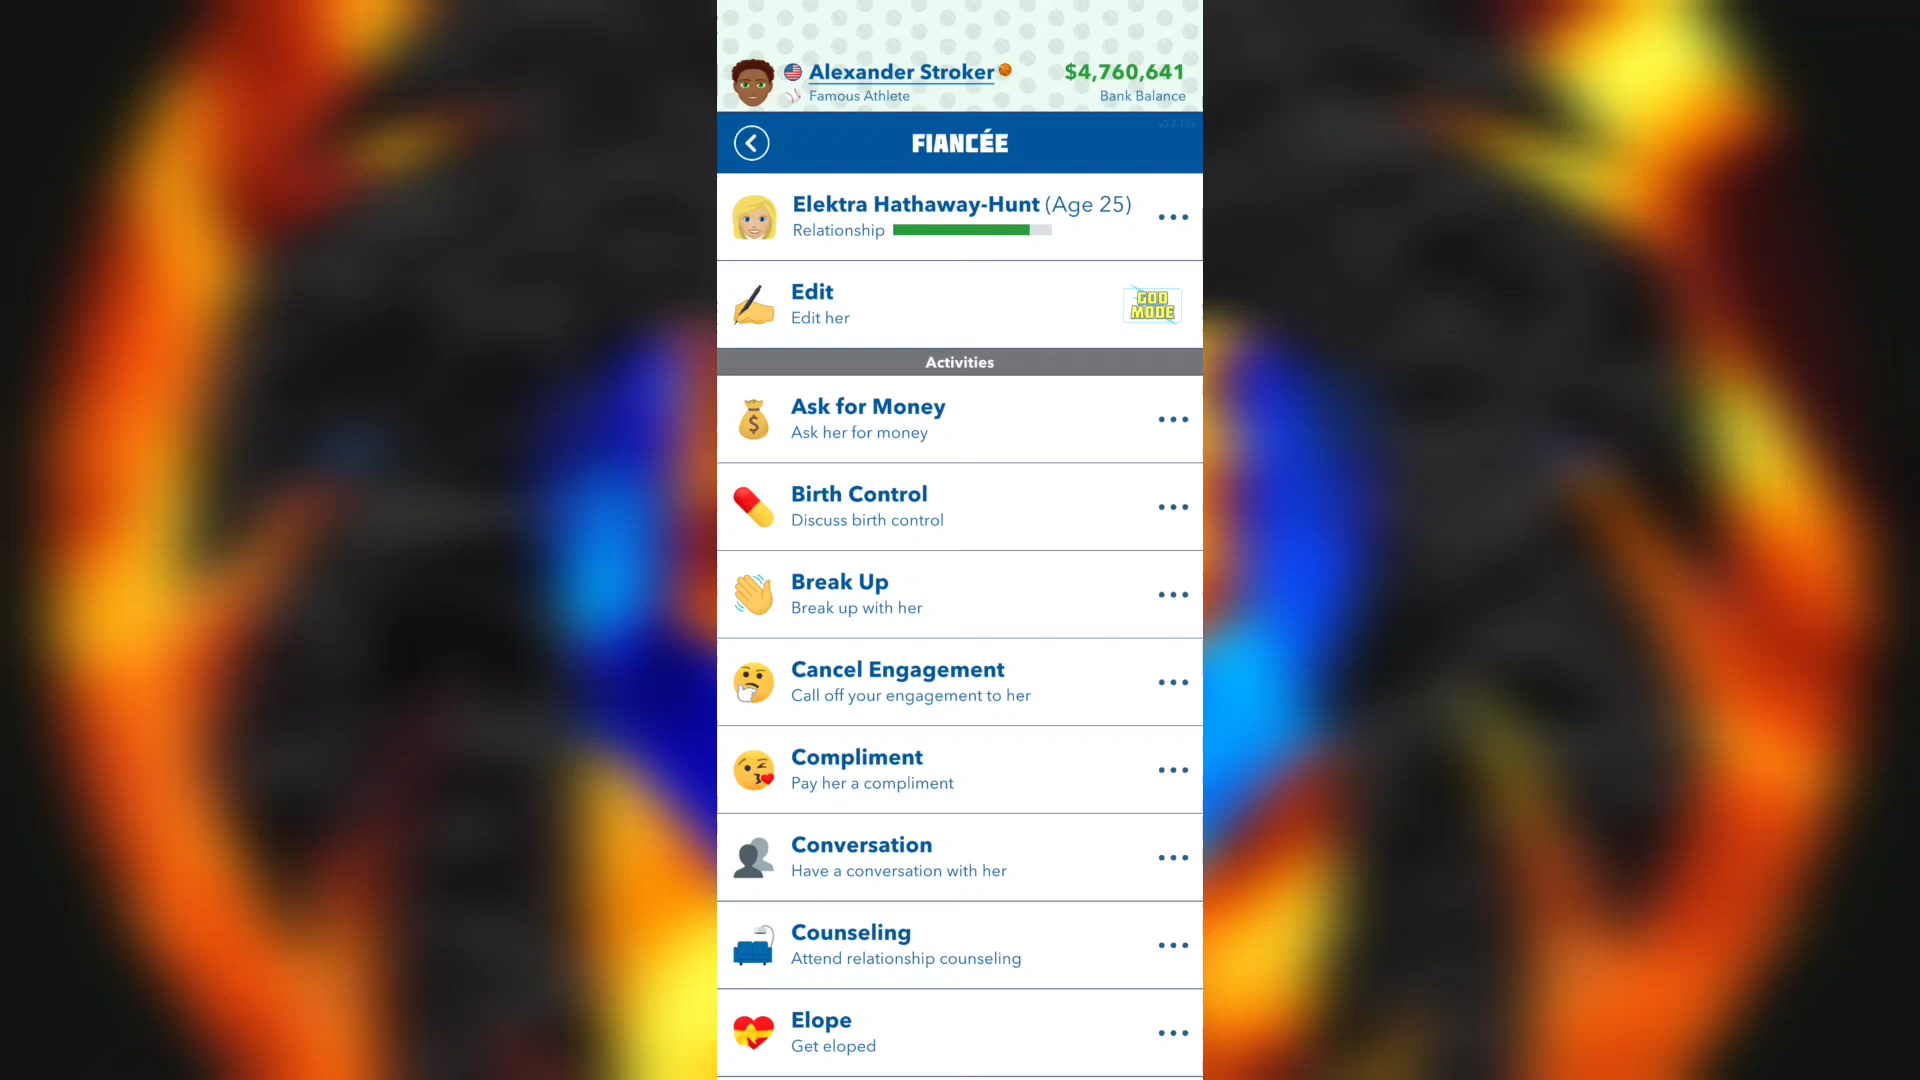 Alexander Stroker
$4,760,641
Famous Athlete
Bank Balance
v3.7.12a
FIANCÉE
Elektra Hathaway-Hunt (Age 25)
Relationship
Edit
Edit her
GOD
MODE
Activities
Ask for Money
Ask her for money
$
Birth Control
Discuss birth control
Break Up
Break up with her
Cancel Engagement
Call off your engagement to her
Compliment
Pay her a compliment
Conversation
Have a conversation with her
Counseling
Attend relationship counseling
Elope
Get eloped